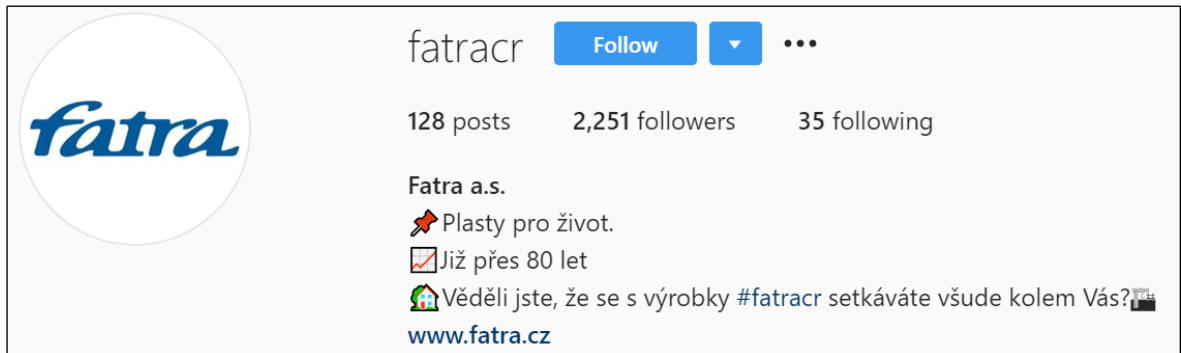 fatra
fatracr Follow
128 posts 2,251 followers 35 following
Fatra a.s.
📌Plasty pro život.
📈Již přes 80 let
🏡Věděli jste, že se s výrobky #fatracr setkáváte všude kolem Vás?🏭
www.fatra.cz